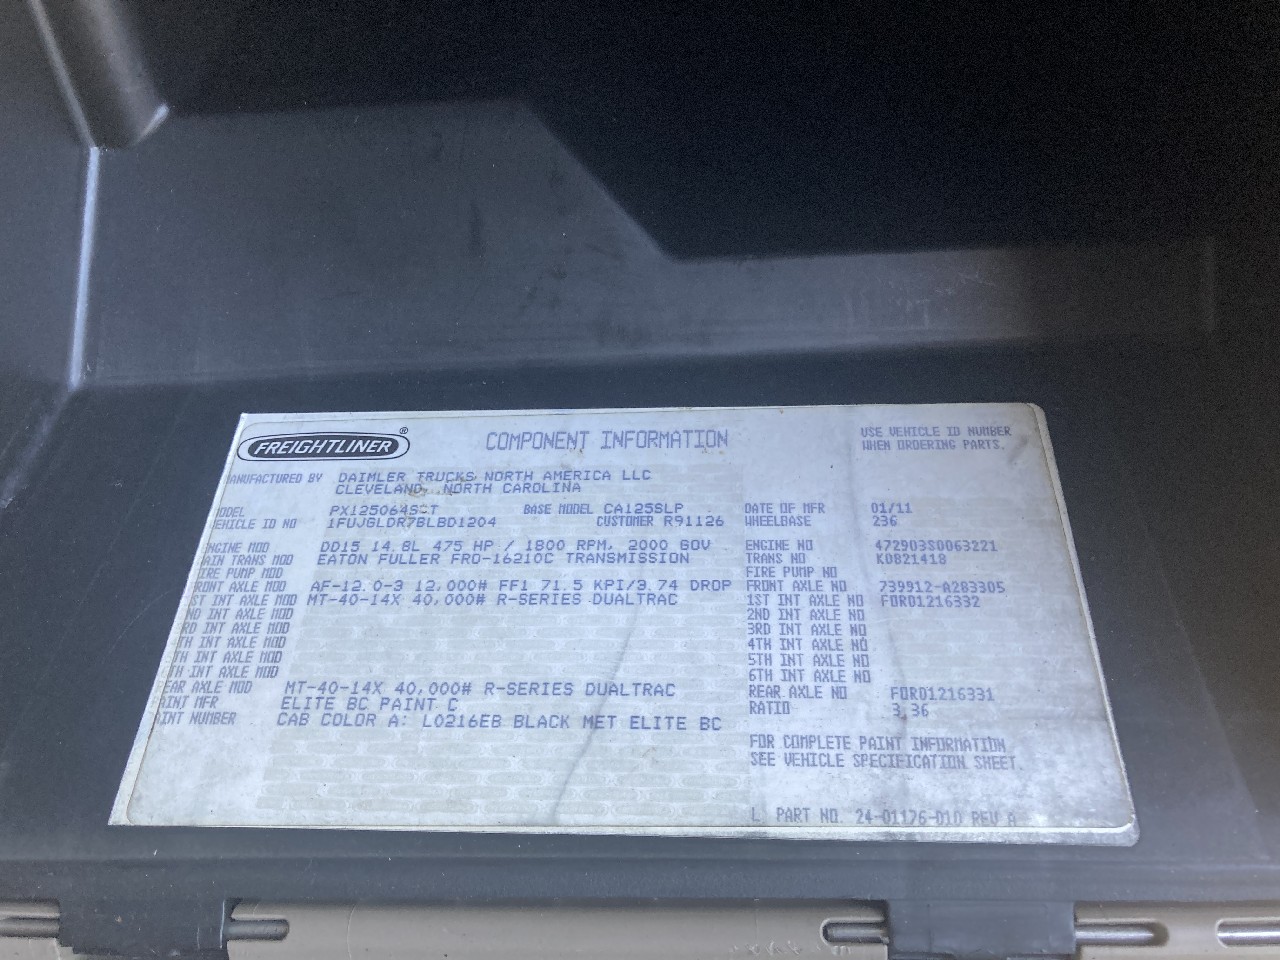 FREIGHTLINER®
COMPONENT INFORMATION
USE VEHICLE ID NUMBER
WHEN ORDERING PARTS.
ANUFACTURED BY DAIMLER TRUCKS NORTH AMERICA LLC
CLEVELAND, NORTH CAROLINA
ODEL PX125064S T BASE MODEL CA125SLP DATE OF MFR 01/11
EHICLE ID NO 1FUJGLDR7BLBD1204 CUSTOMER R91126 WHEELBASE 236
NGINE MOD DD15 14.8L 475 HP / 1800 RPM, 2000 GOV ENGINE NO 472903S0063221
AIN TRANS MOD EATON FULLER FRO-16210C TRANSMISSION TRANS NO K0821418
IRE PUMP MOD FIRE PUMP NO
RONT AXLE MOD AF-12.0-3 12,000# FF1 71.5 KPI/3.74 DROP FRONT AXLE NO 739912-A283305
ST INT AXLE MOD MT-40-14X 40,000# R-SERIES DUALTRAC 1ST INT AXLE NO F0R01216332
ND INT AXLE MOD 2ND INT AXLE NO
RD INT AXLE MOD 3RD INT AXLE NO
TH INT AXLE MOD 4TH INT AXLE NO
TH INT AXLE MOD 5TH INT AXLE NO
TH INT AXLE MOD 6TH INT AXLE NO
EAR AXLE MOD MT-40-14X 40,000# R-SERIES DUALTRAC REAR AXLE NO F0R01216331
AINT MFR ELITE BC PAINT C RATIO 3.36
AINT NUMBER CAB COLOR A: L0216EB BLACK MET ELITE BC
FOR COMPLETE PAINT INFORMATION
SEE VEHICLE SPECIFICATION SHEET.
L PART NO. 24-01176-010 REV A